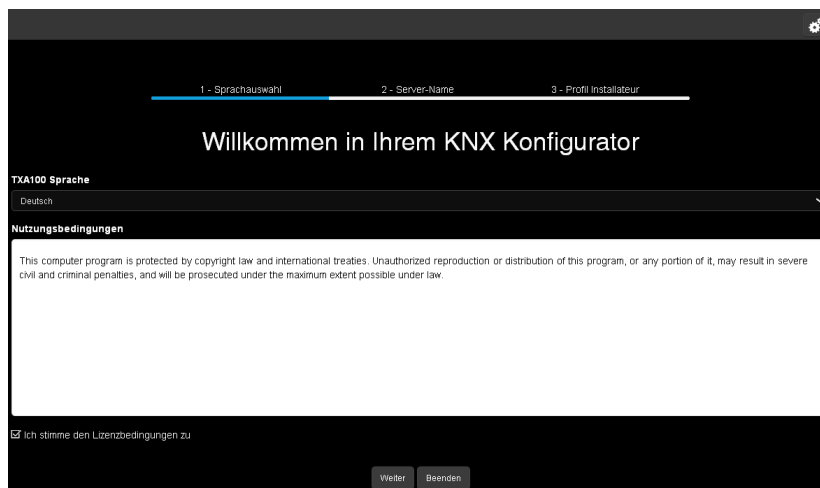 1 - Sprachauswahl
2 - Server-Name
3 - Profil Installateur
Willkommen in Ihrem KNX Konfigurator
TXA100 Sprache
Deutsch
Nutzungsbedingungen
This computer program is protected by copyright law and international treaties. Unauthorized reproduction or distribution of this program, or any portion of it, may result in severe
civil and criminal penalties, and will be prosecuted under the maximum extent possible under law.
Ich stimme den Lizenzbedingungen zu
Weiter
Beenden